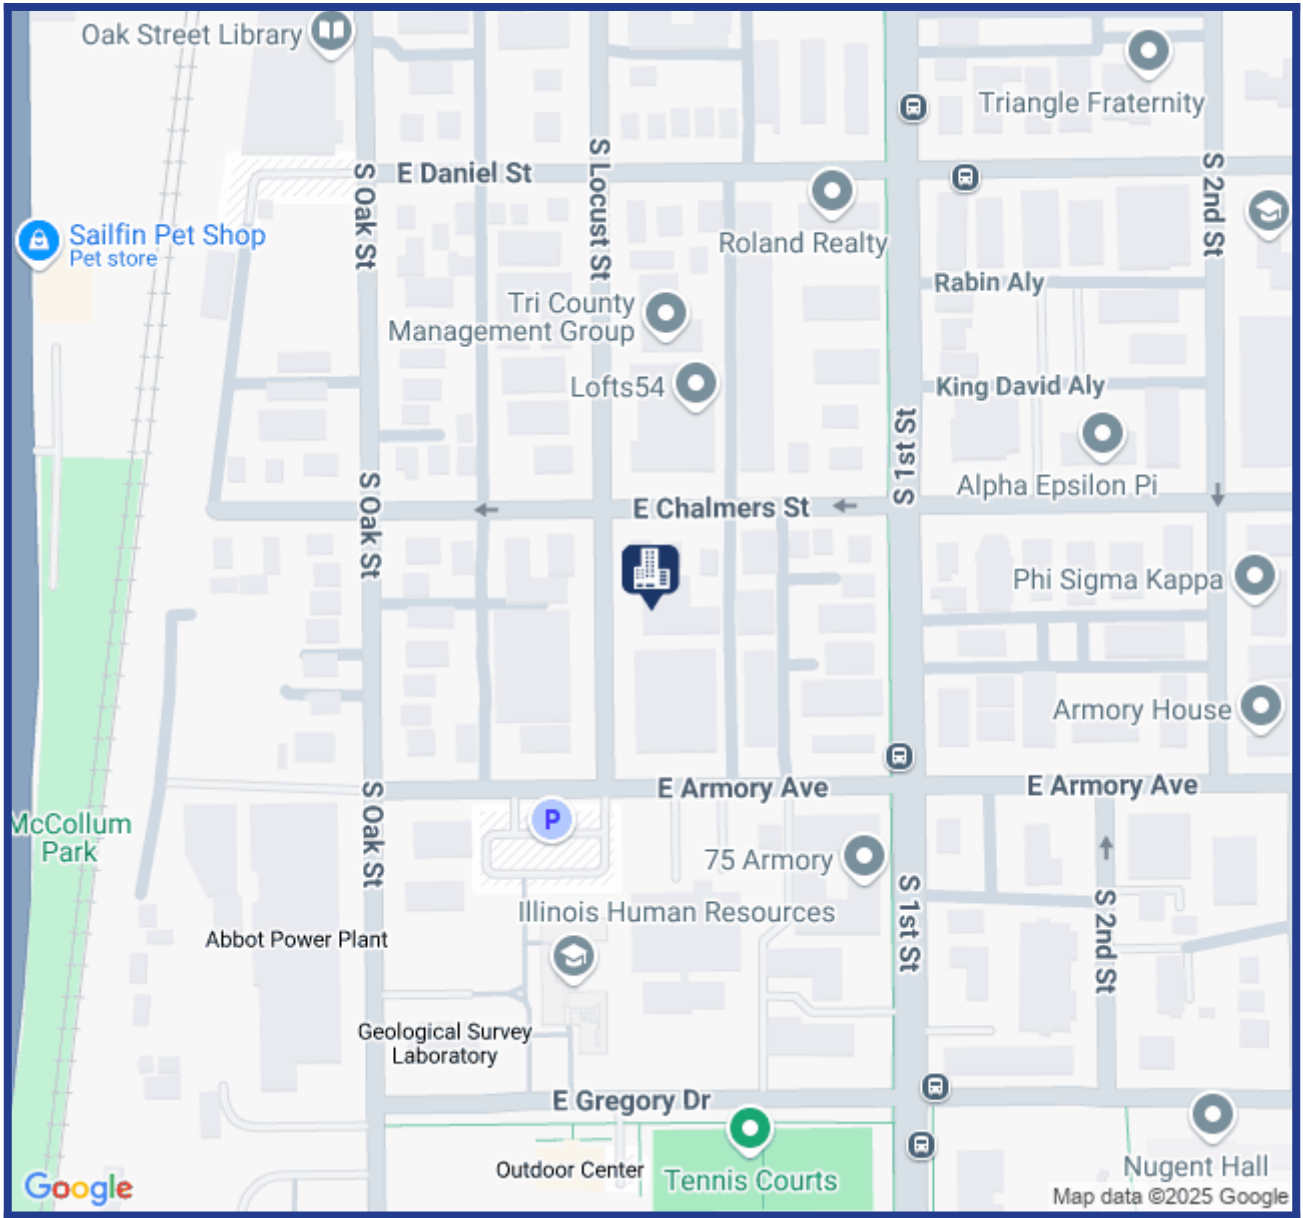 Oak Street Library
Triangle Fraternity
E Daniel St
S Oak St
S Locust St
S 2nd St
Sailfin Pet Shop
Pet store
Roland Realty
Rabin Aly
Tri County
Management Group
Lofts54
King David Aly
S 1st St
Alpha Epsilon Pi
S Oak St
E Chalmers St
Phi Sigma Kappa
Armory House
E Armory Ave
E Armory Ave
P
McCollum
Park
S Oak St
75 Armory
S 1st St
S 2nd St
Illinois Human Resources
Abbot Power Plant
Geological Survey
Laboratory
E Gregory Dr
Outdoor Center
Tennis Courts
Nugent Hall
Google
Map data ©2025 Google